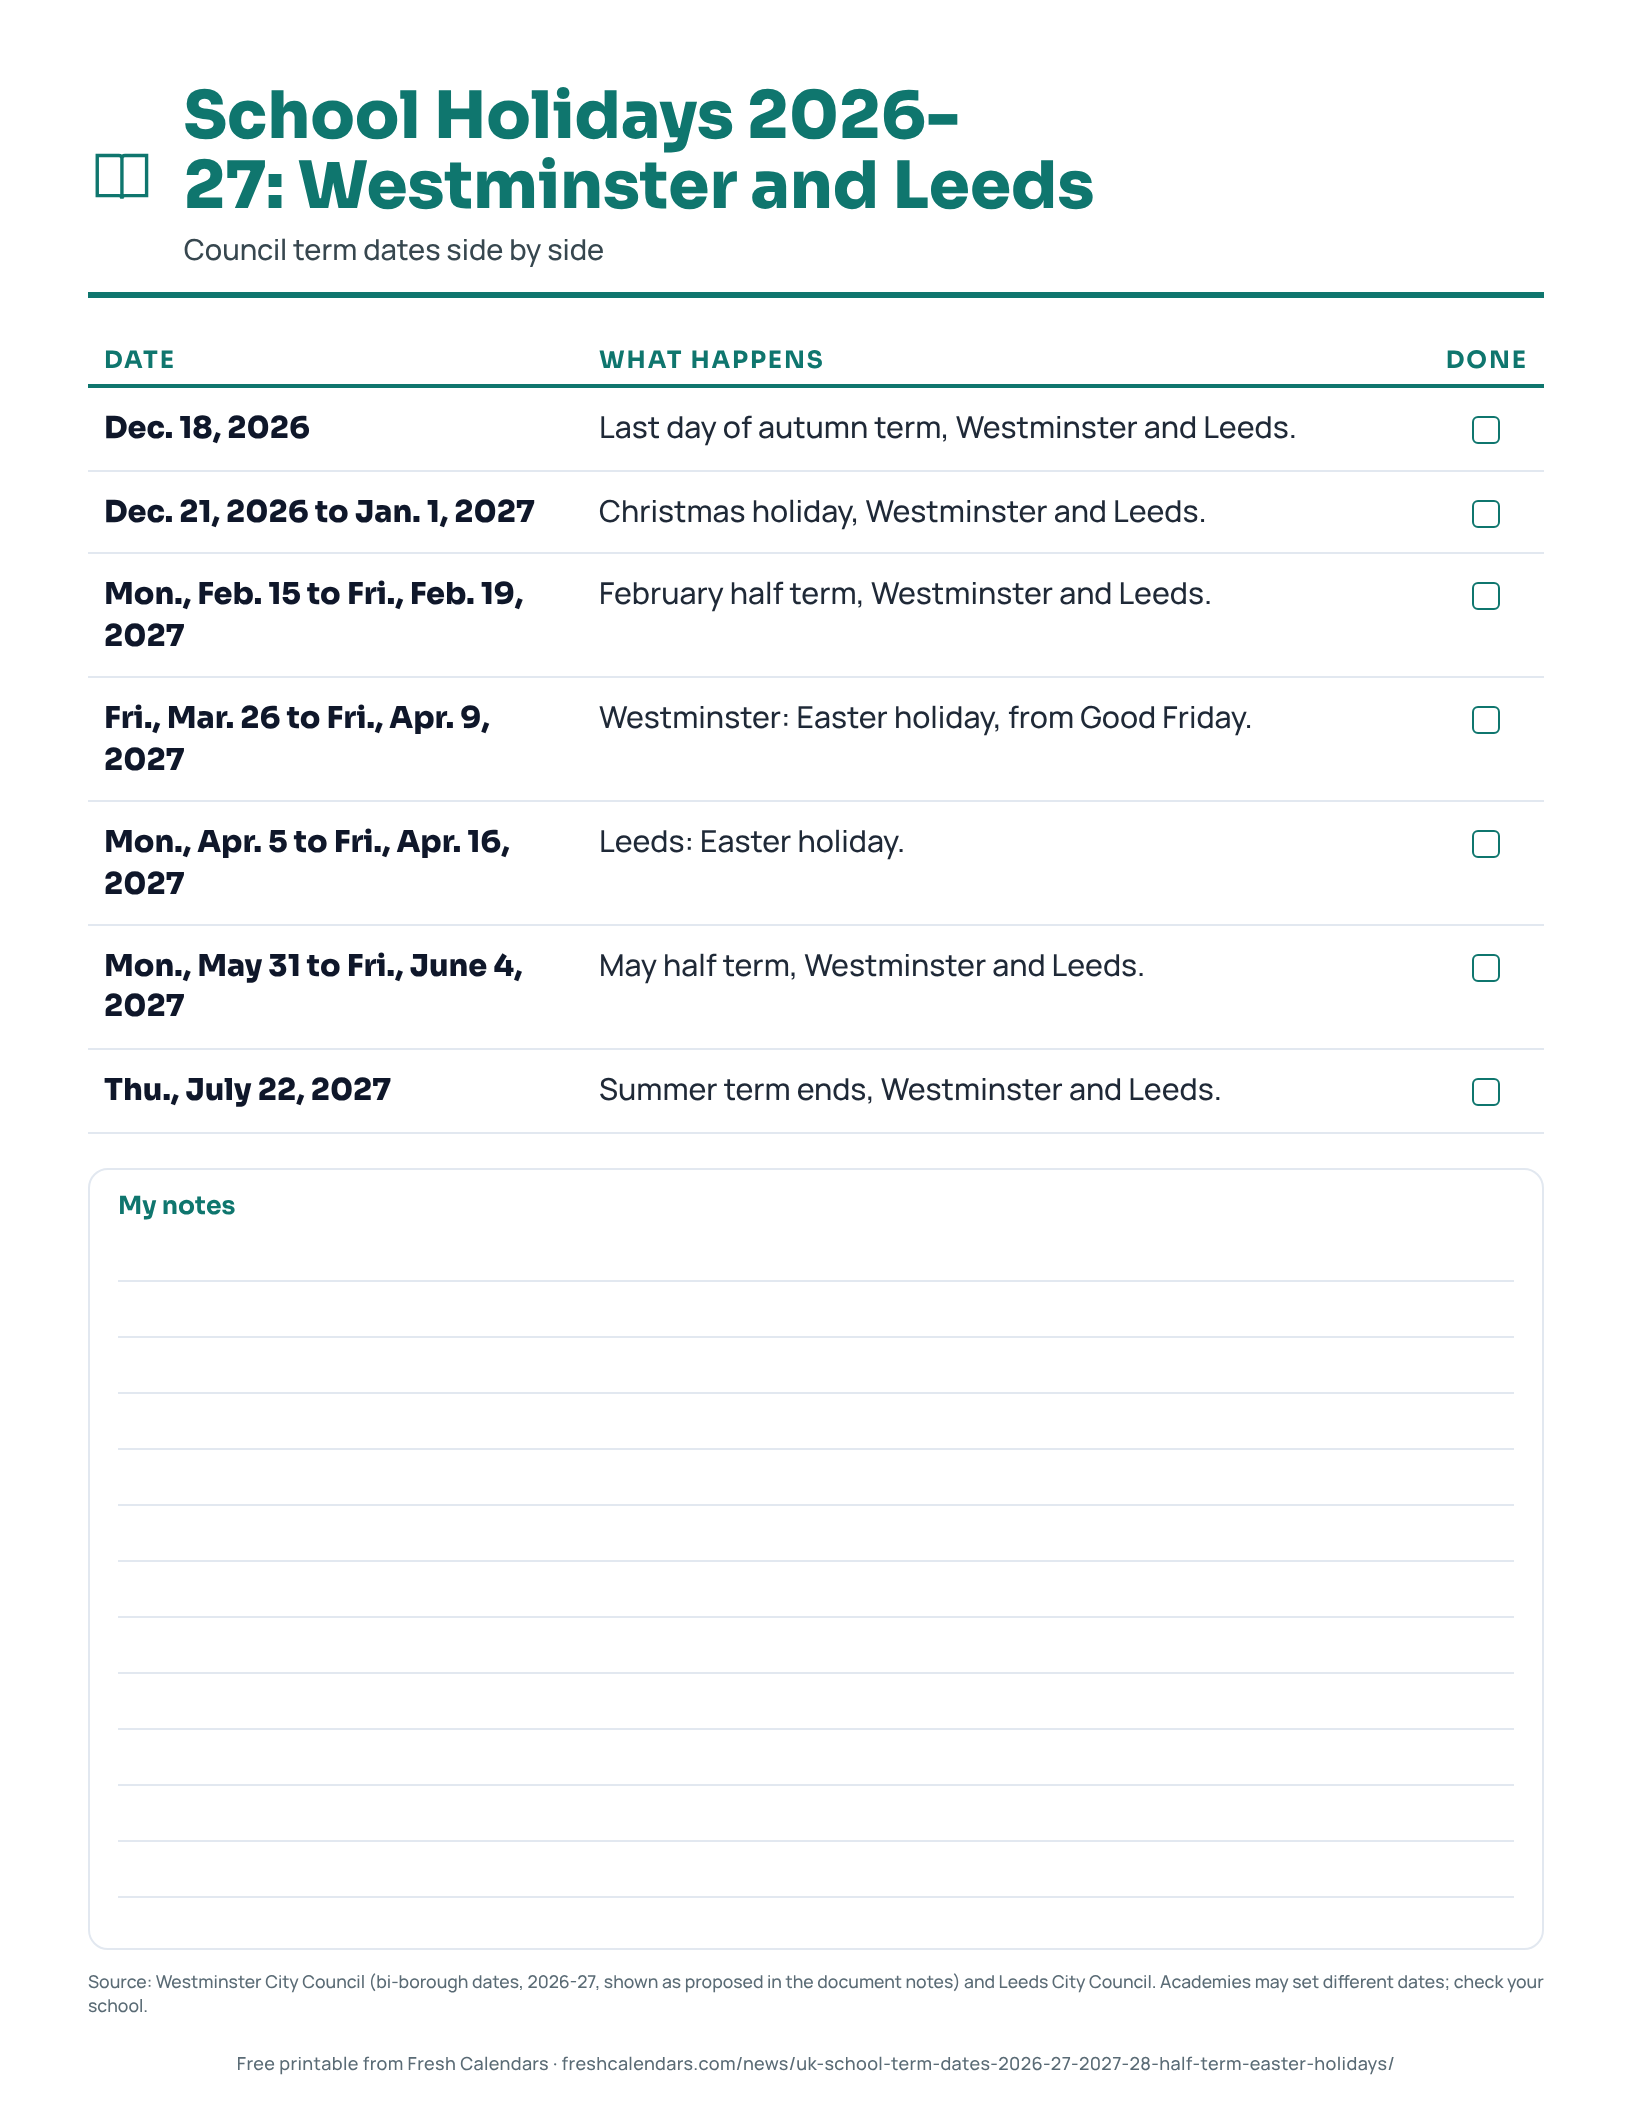 School Holidays 2026-
27: Westminster and Leeds
Council term dates side by side
DATE WHAT HAPPENS DONE
Dec. 18, 2026 Last day of autumn term, Westminster and Leeds.
Dec. 21, 2026 to Jan. 1, 2027 Christmas holiday, Westminster and Leeds.
Mon., Feb. 15 to Fri., Feb. 19, February half term, Westminster and Leeds.
2027
Fri., Mar. 26 to Fri., Apr. 9, Westminster: Easter holiday, from Good Friday.
2027
Mon., Apr. 5 to Fri., Apr. 16, Leeds: Easter holiday.
2027
Mon., May 31 to Fri., June 4, May half term, Westminster and Leeds.
2027
Thu., July 22, 2027 Summer term ends, Westminster and Leeds.
My notes
Source: Westminster City Council (bi-borough dates, 2026-27, shown as proposed in the document notes) and Leeds City Council. Academies may set different dates; check your
school.
Free printable from Fresh Calendars · freshcalendars.com/news/uk-school-term-dates-2026-27-2027-28-half-term-easter-holidays/